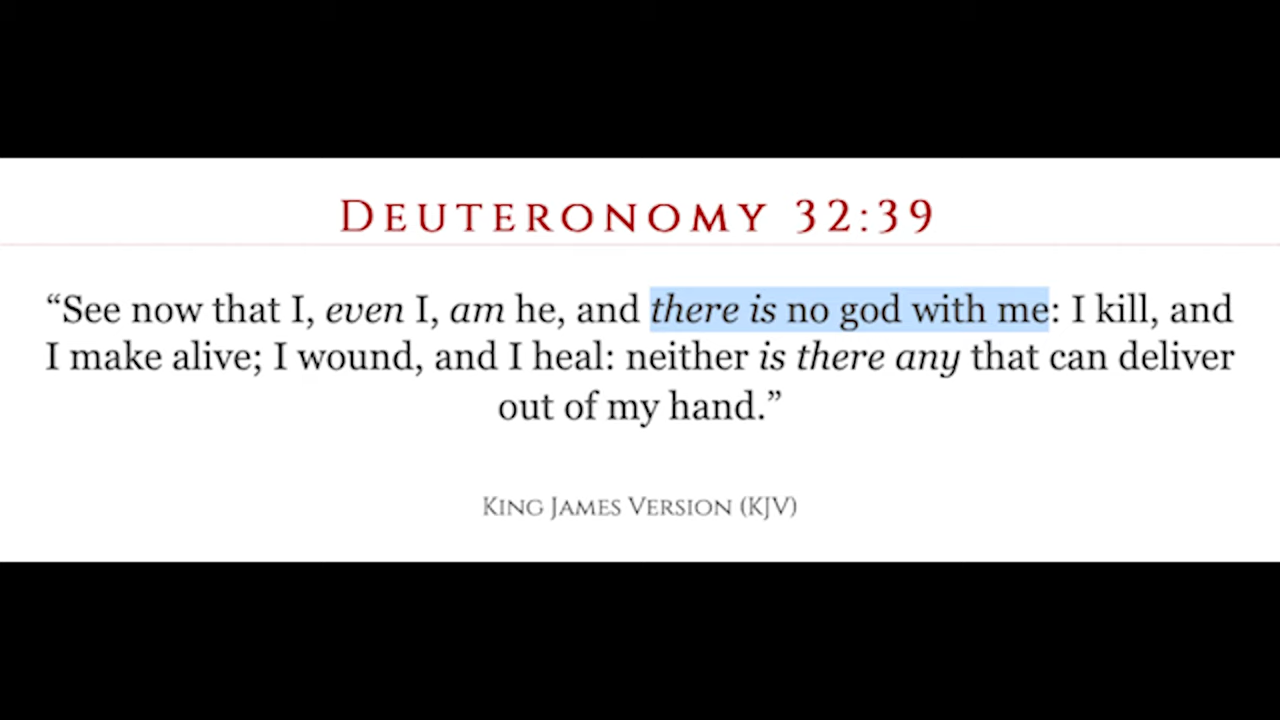 DEUTERONOMY 32:39
“See now that I, even I, am he, and there is no god with me: I kill, and
I make alive; I wound, and I heal: neither is there any that can deliver
out of my hand.”
KING JAMES VERSION (KJV)